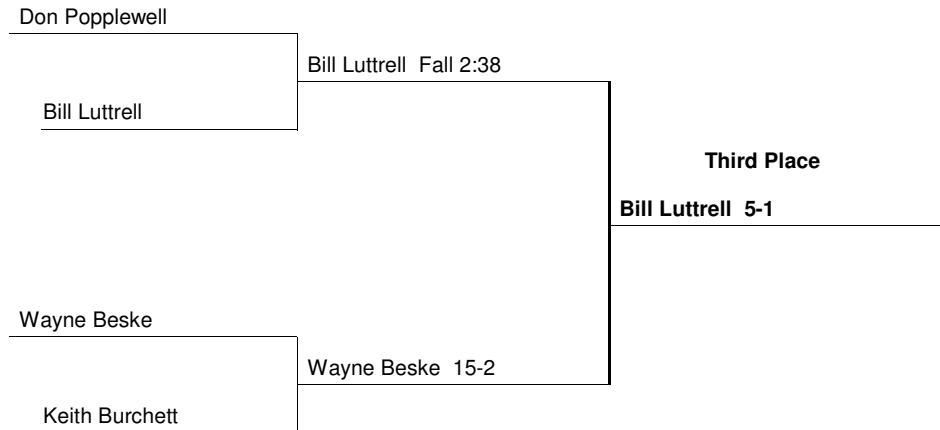 Don Popplewell
Bill Luttrell  Fall 2:38
Bill Luttrell
Third Place
Bill Luttrell  5-1
Wayne Beske
Wayne Beske  15-2
Keith Burchett